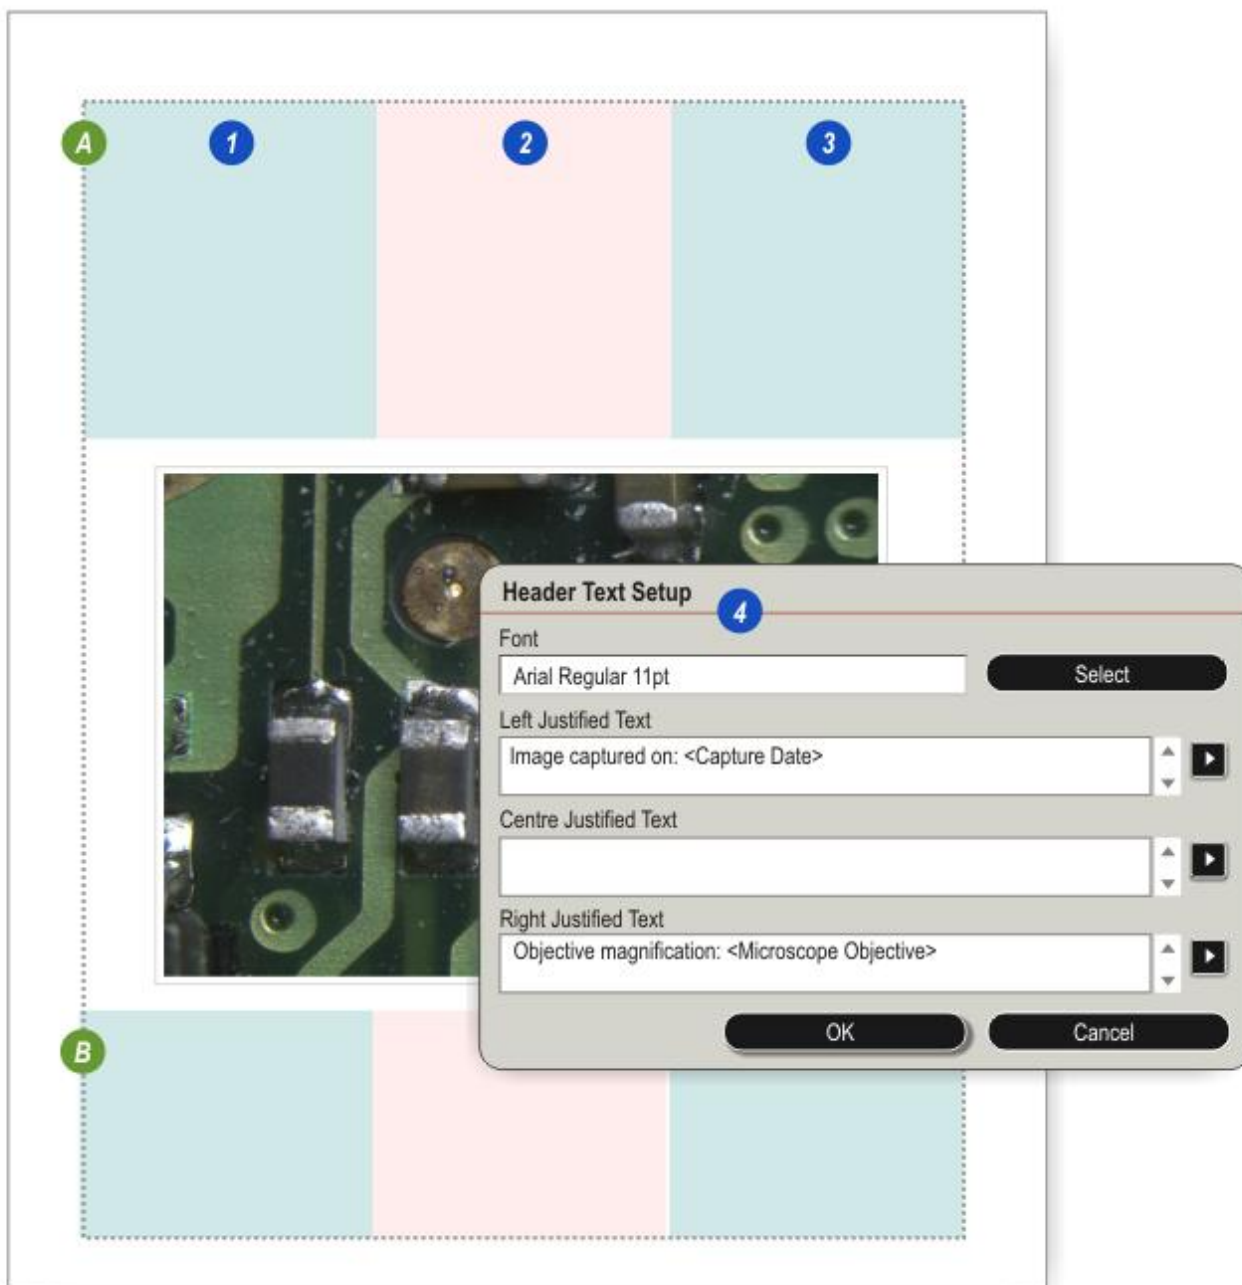 A
1
2
3
Header Text Setup
4
Font
Arial Regular 11pt
Select
Left Justified Text
Image captured on: <Capture Date>
Centre Justified Text
Right Justified Text
Objective magnification: <Microscope Objective>
OK
Cancel
B